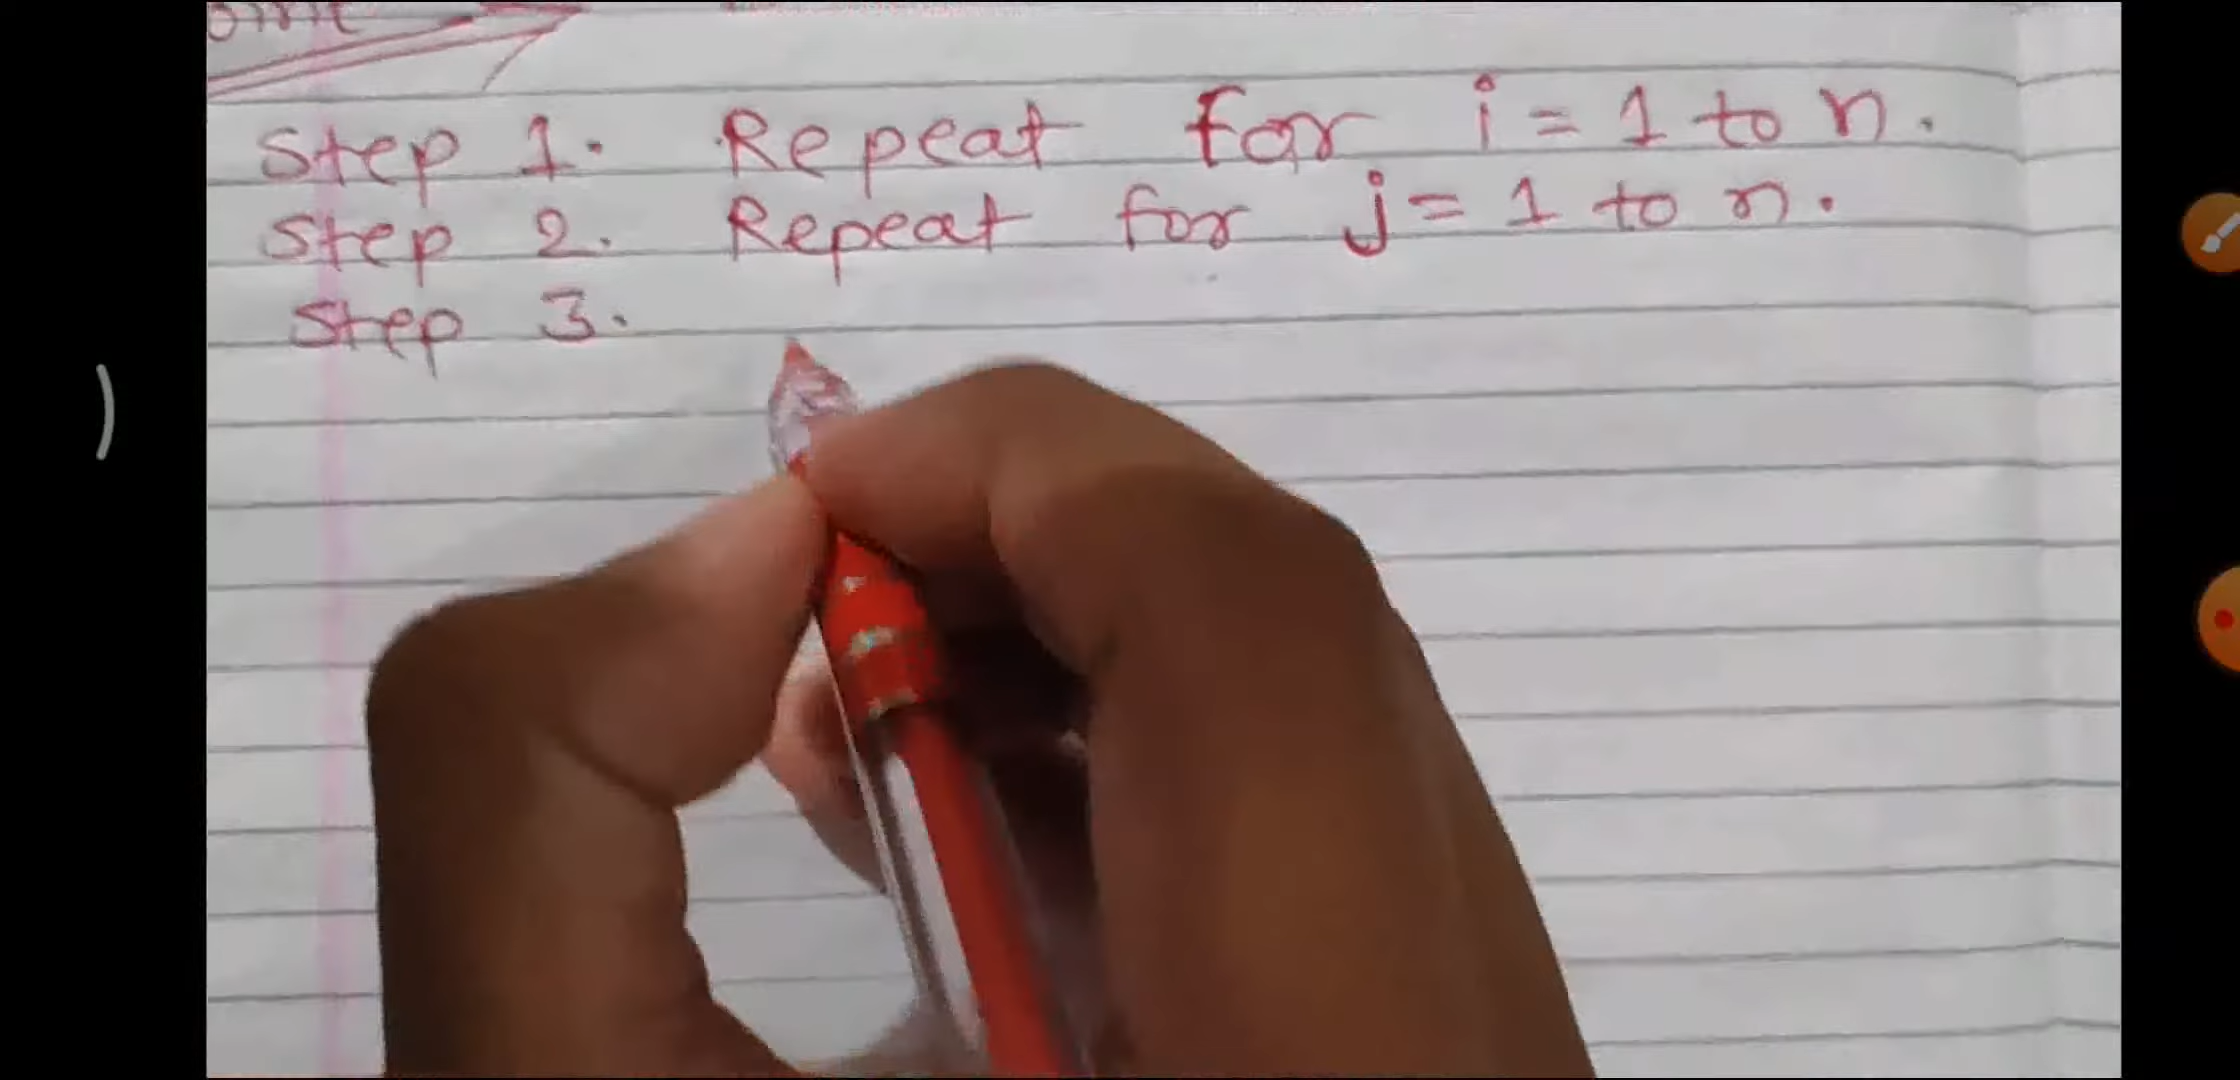 Step 1. Repeat for i = 1 to n.
Step 2. Repeat for j = 1 to n.
Step 3.